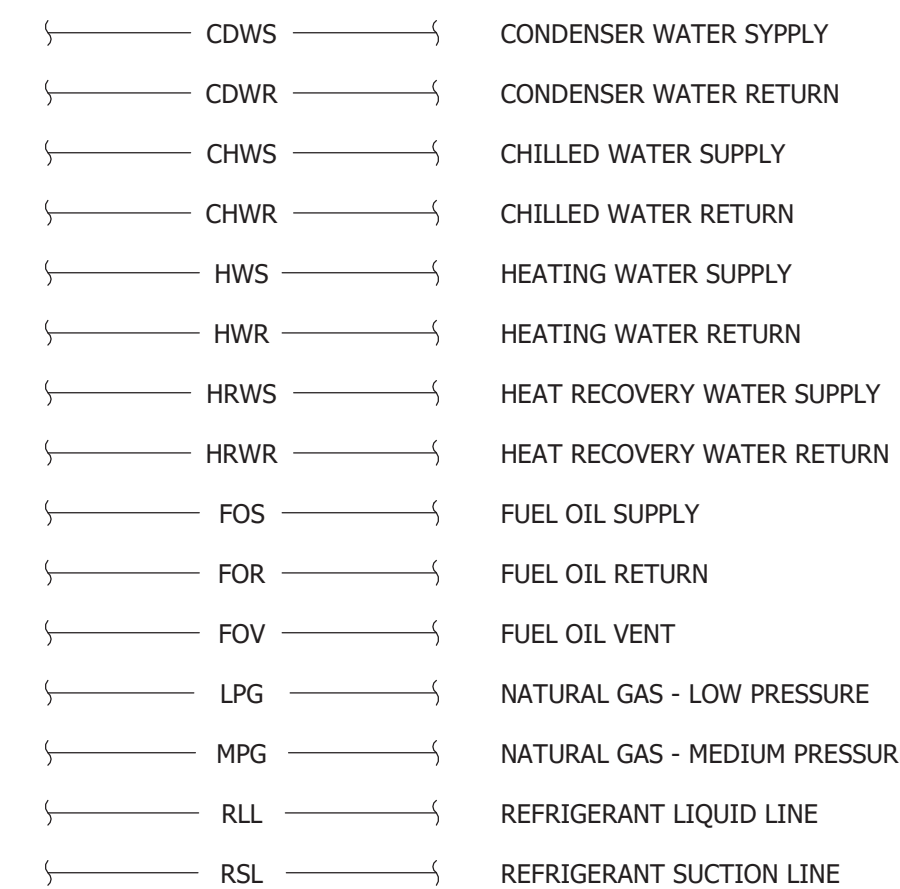 CDWS CONDENSER WATER SYPPLY
CDWR CONDENSER WATER RETURN
CHWS CHILLED WATER SUPPLY
CHWR CHILLED WATER RETURN
HWS HEATING WATER SUPPLY
HWR HEATING WATER RETURN
HRWS HEAT RECOVERY WATER SUPPLY
HRWR HEAT RECOVERY WATER RETURN
FOS FUEL OIL SUPPLY
FOR FUEL OIL RETURN
FOV FUEL OIL VENT
LPG NATURAL GAS - LOW PRESSURE
MPG NATURAL GAS - MEDIUM PRESSUR
RLL REFRIGERANT LIQUID LINE
RSL REFRIGERANT SUCTION LINE